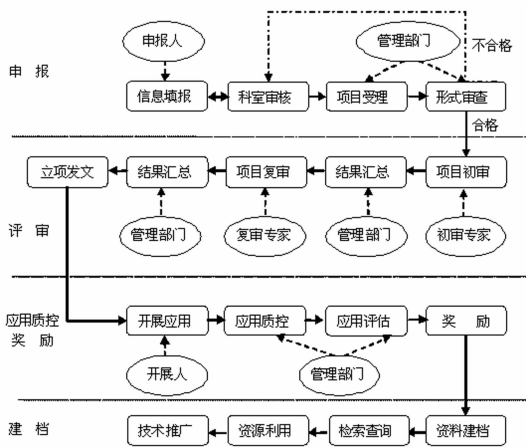 申报人
管理部门
不合格
申 报
信息填报
科室审核
项目受理
形式审查
合格
立项发文
结果汇总
项目复审
结果汇总
项目初审
评 审
管理部门
复审专家
管理部门
初审专家
应用质控
奖 励
开展应用
应用质控
应用评估
奖 励
开展人
管理部门
建 档
技术推广
资源利用
检索查询
资料建档